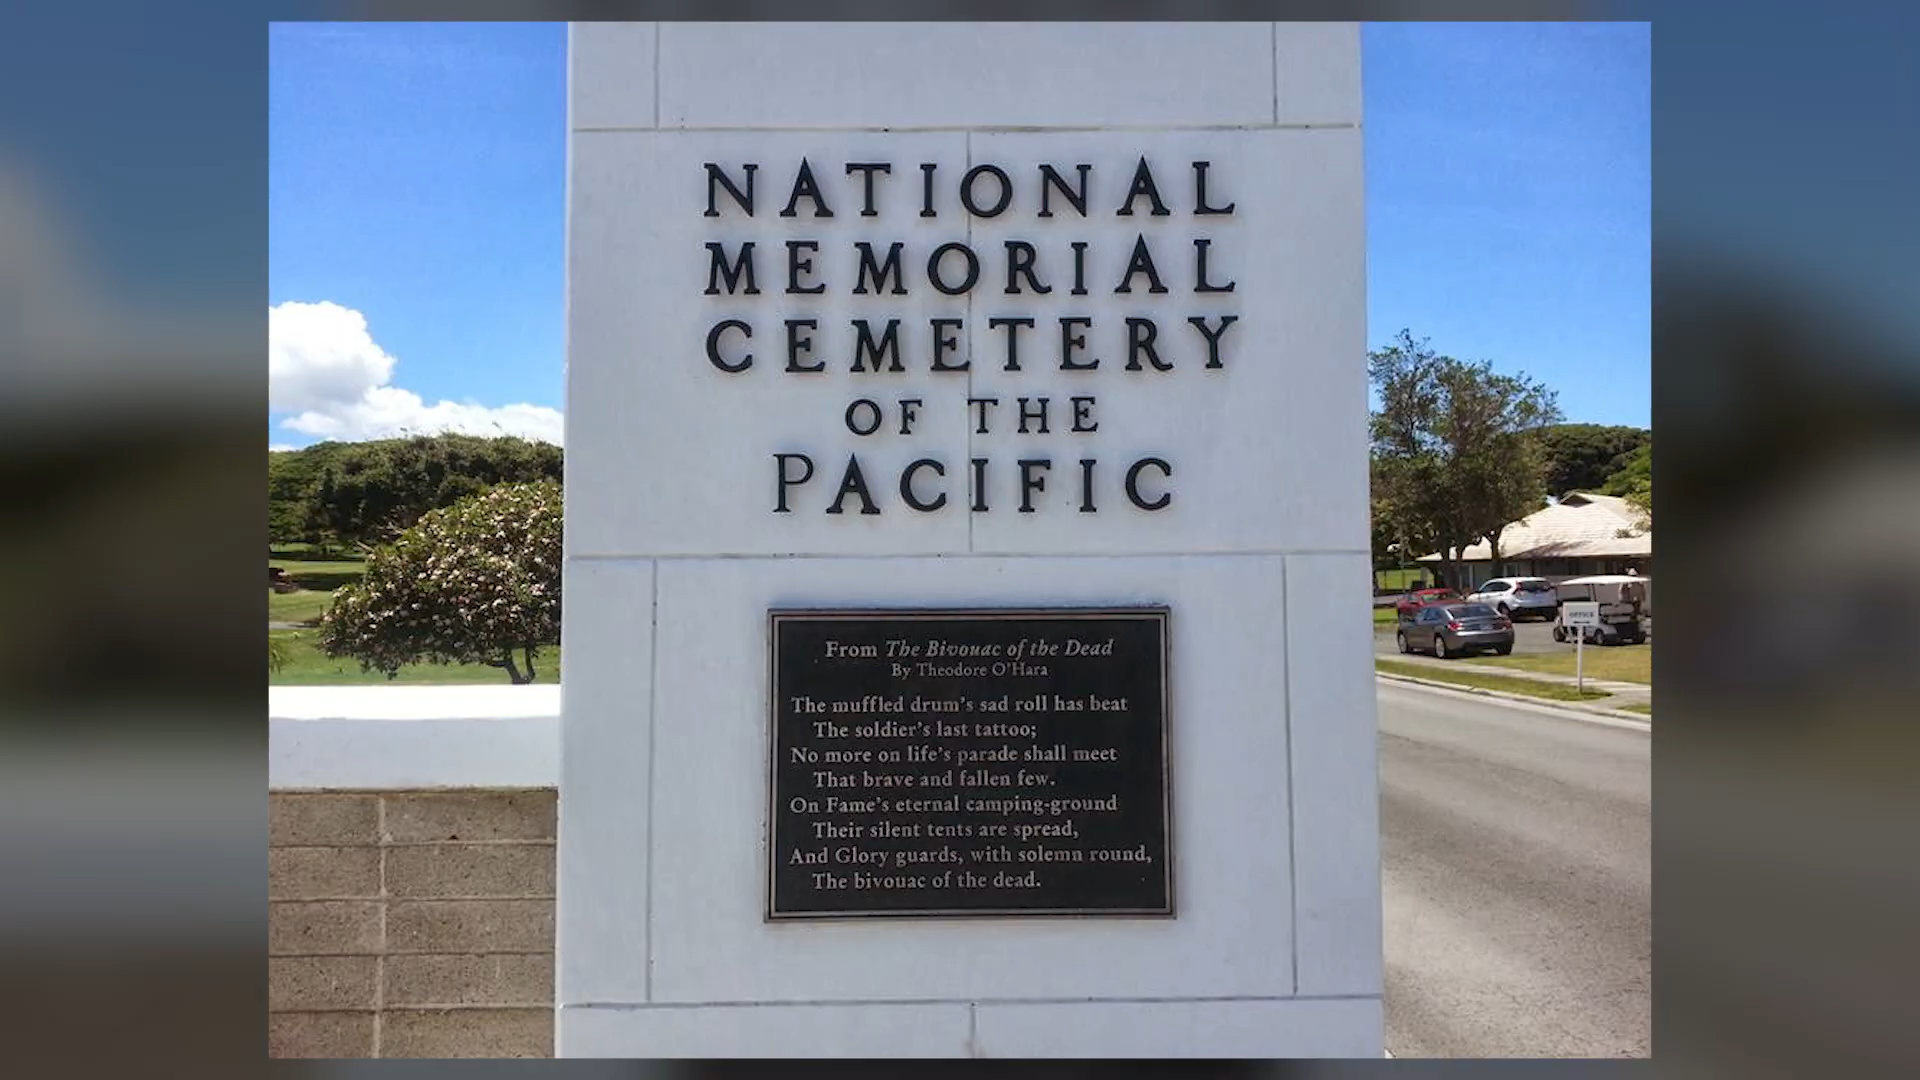 NATIONAL
MEMORIAL
CEMETERY
OF THE
PACIFIC
From The Bivouac of the Dead
By Theodore O'Hara
The muffled drum's sad roll has beat
The soldier's last tattoo;
No more on life's parade shall meet
That brave and fallen few.
On Fame's eternal camping-ground
Their silent tents are spread,
And Glory guards, with solemn round,
The bivouac of the dead.
OFFICE